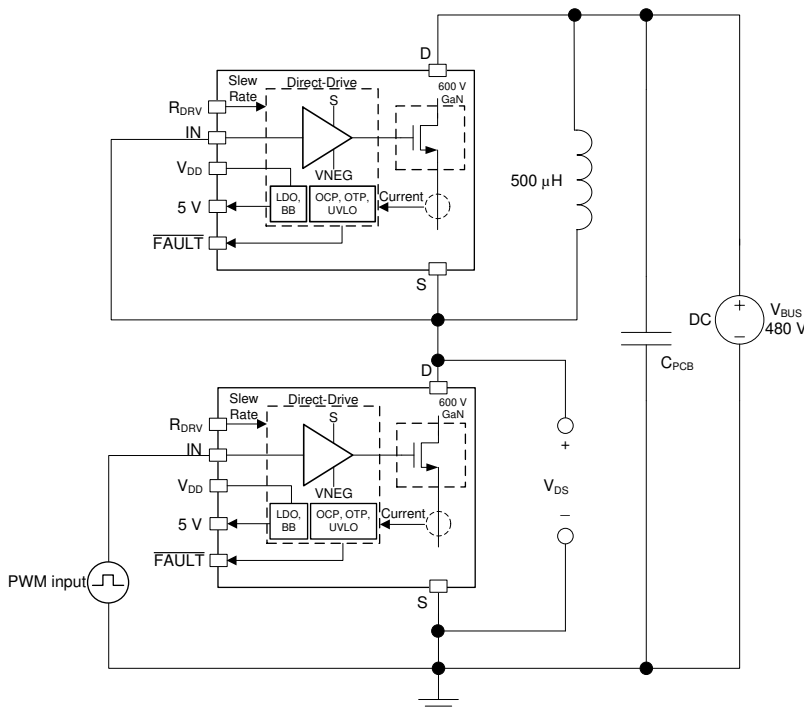 D
Slew
Rate
Direct-Drive
600 V
GaN
RDRV
S
IN
VDD
VNEG
5 V
LDO,
BB
OCP, OTP,
UVLO
Current
FAULT
S
500 μH
CPCB
DC
+
–
VBUS
480 V
D
Slew
Rate
Direct-Drive
600 V
GaN
RDRV
S
IN
VDD
VNEG
5 V
LDO,
BB
OCP, OTP,
UVLO
Current
FAULT
S
+
VDS
–
PWM input